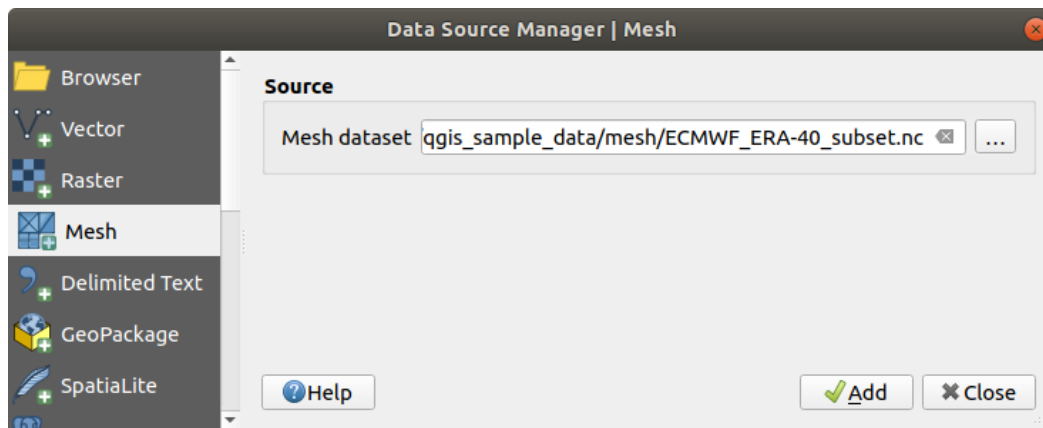 Data Source Manager | Mesh
Browser
Vector
Raster
Mesh
Delimited Text
GeoPackage
SpatiaLite
Source
Mesh dataset qgis_sample_data/mesh/ECMWF_ERA-40_subset.nc ...
Help
Add
Close